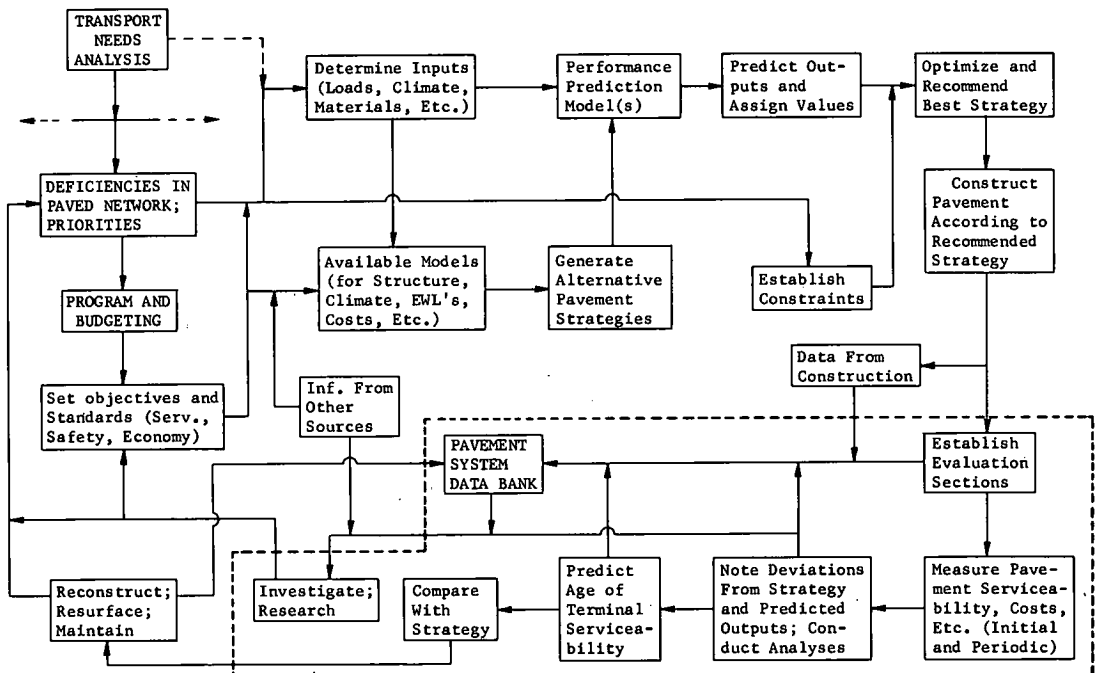 TRANSPORT
NEEDS
ANALYSIS
Determine Inputs
(Loads, Climate,
Materials, Etc.)
Performance
Prediction
Model(s)
Predict Out-
puts and
Assign Values
Optimize and
Recommend
Best Strategy
DEFICIENCIES IN
PAVED NETWORK;
PRIORITIES
Construct
Pavement
According to
Recommended
Strategy
Available Models
(for Structure,
Climate, EWL's,
Costs, Etc.)
Generate
Alternative
Pavement
Strategies
Establish
Constraints
PROGRAM AND
BUDGETING
Data From
Construction
Set objectives and
Standards (Serv.,
Safety, Economy)
Inf. From
Other
Sources
PAVEMENT
SYSTEM
DATA BANK
Establish
Evaluation
Sections
Reconstruct;
Resurface;
Maintain
Investigate;
Research
Compare
With
Strategy
Predict
Age of
Terminal
Servicea-
bility
Note Deviations
From Strategy
and Predicted
Outputs; Con-
duct Analyses
Measure Pave-
ment Service-
ability, Costs,
Etc. (Initial
and Periodic)